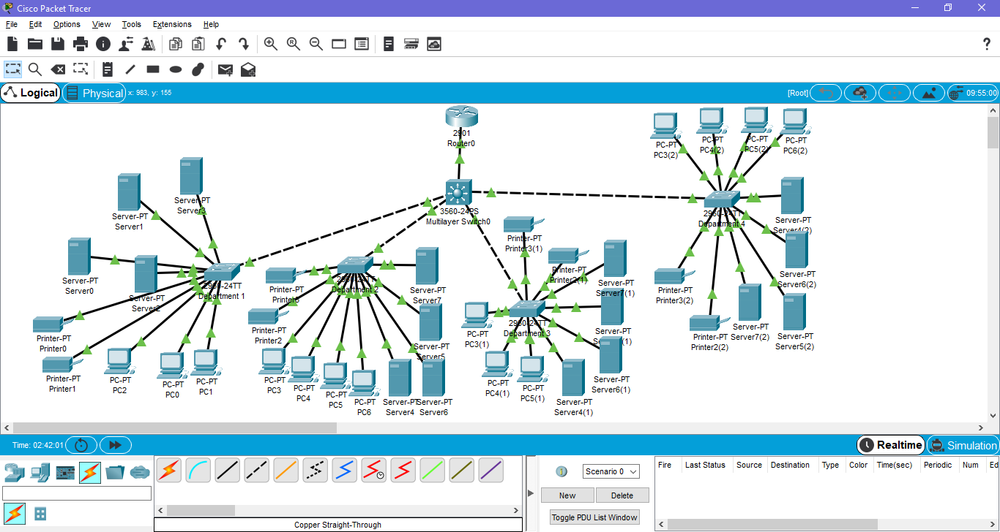 Cisco Packet Tracer
File Edit Options View Tools Extensions Help
Logical Physical x: 983, y: 155 [Root] 09:55:00
2901
Router0
3560-24PS
Multilayer Switch0
Server-PT
Server3
Server-PT
Server1
Server-PT
Server0
Server-PT
Server2
2960-24TT
Department 1
Printer-PT
Printer0
Printer-PT
Printer1
PC-PT
PC2
PC-PT
PC0
PC-PT
PC1
2960-24TT
Department 2
Printer-PT
Printer-PT
Printer2
Server-PT
Server7
Server-PT
Server5
PC-PT
PC3
PC-PT
PC4
PC-PT
PC5
PC-PT
PC6
Server-PT
Server4
Server-PT
Server6
Printer-PT
Printer3(1)
Printer-PT
Printer2(1)
Server-PT
Server7(1)
2960-24TT
Department 3
PC-PT
PC3(1)
Server-PT
PC-PT
PC4(1)
PC-PT
PC5(1)
Server-PT
Server4(1)
Server-PT
Server6(1)
PC-PT
PC3(2)
PC-PT
PC4(2)
PC-PT
PC5(2)
PC-PT
PC6(2)
2960-24TT
Department 4
Server-PT
Server4(2)
Server-PT
Server6(2)
Printer-PT
Printer3(2)
Printer-PT
Printer2(2)
Server-PT
Server7(2)
Server-PT
Server5(2)
Time: 02:42:01 Realtime Simulation
Scenario 0
New Delete
Toggle PDU List Window
Fire Last Status Source Destination Type Color Time(sec) Periodic Num Ed
Copper Straight-Through